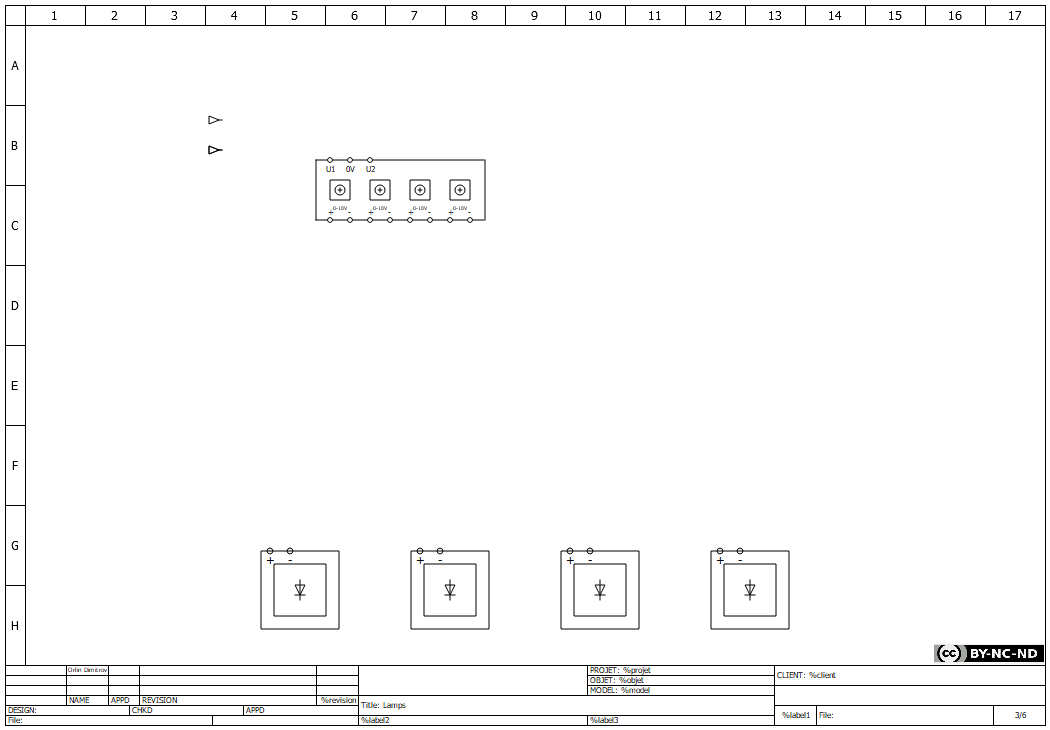 1 2 3 4 5 6 7 8 9 10 11 12 13 14 15 16 17
A
B
U1 0V U2
0-10V 0-10V 0-10V 0-10V
+ - + - + - + -
C
D
E
F
G
+ - + - + - + -
H
cc BY-NC-ND
Orlin Dimitrov
PROJET: %projet
OBJET: %objet
MODEL: %model
CLIENT: %client
NAME APPD REVISION %revision
Title: Lamps
DESIGN: CHKD APPD
File: %label2 %label3
%label1 File: 3/6